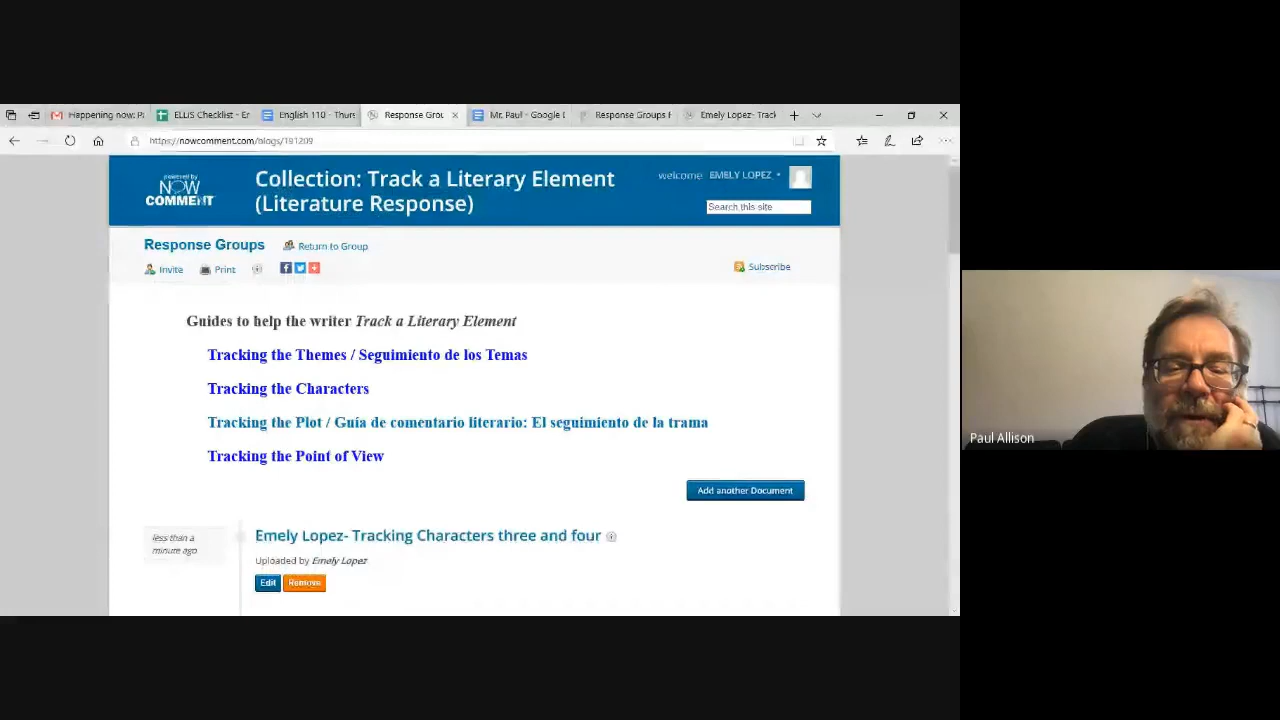 Happening now: P
ELLIS Checklist - Er
English 110 - Thurs
Response Grou
Mr. Paul - Google D
Response Groups F
Emely Lopez- Track
https://nowcomment.com/blogs/191209
powered by
NOW
COMMENT
Collection: Track a Literary Element
(Literature Response)
welcome EMELY LOPEZ
Search this site
Response Groups
Return to Group
Invite
Print
Subscribe
Guides to help the writer Track a Literary Element
Tracking the Themes / Seguimiento de los Temas
Tracking the Characters
Tracking the Plot / Guía de comentario literario: El seguimiento de la trama
Tracking the Point of View
Add another Document
less than a
minute ago
Emely Lopez- Tracking Characters three and four
Uploaded by Emely Lopez
Edit
Remove
Paul Allison